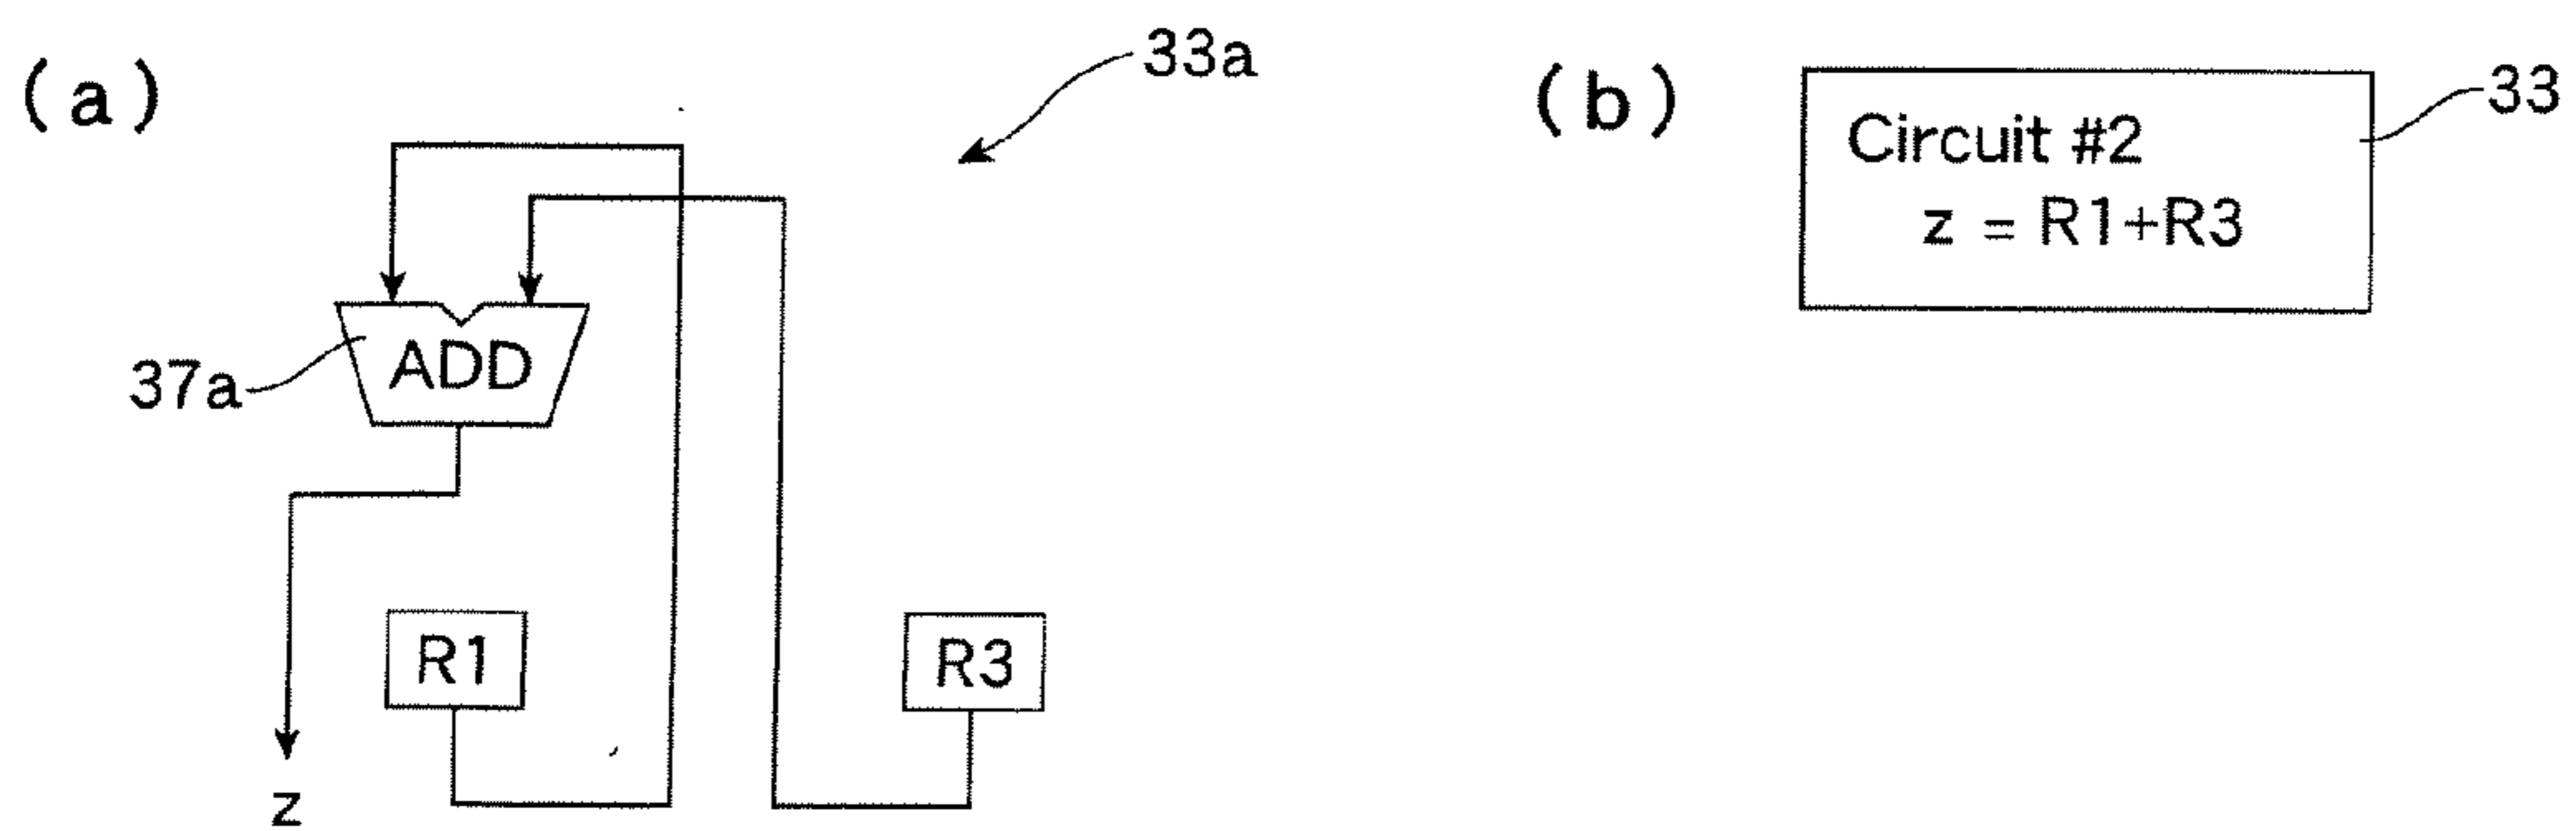 (a)
33a
37a
ADD
R1
R3
z
(b)
33
Circuit #2
z = R1+R3